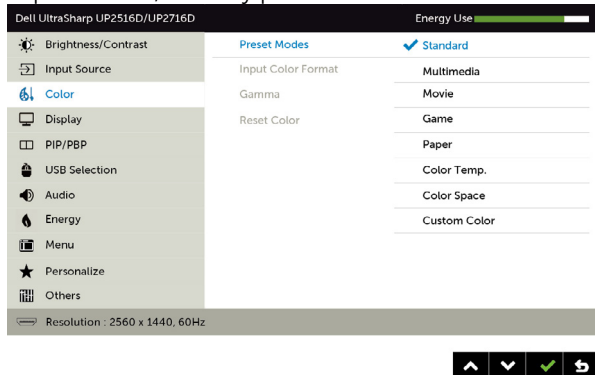 Dell UltraSharp UP2516D/UP2716D Energy Use
Brightness/Contrast Preset Modes Standard
Input Source Input Color Format Multimedia
Color Gamma Movie
Display Reset Color Game
PIP/PBP Paper
USB Selection Color Temp.
Audio Color Space
Energy Custom Color
Menu
Personalize
Others
Resolution : 2560 x 1440, 60Hz